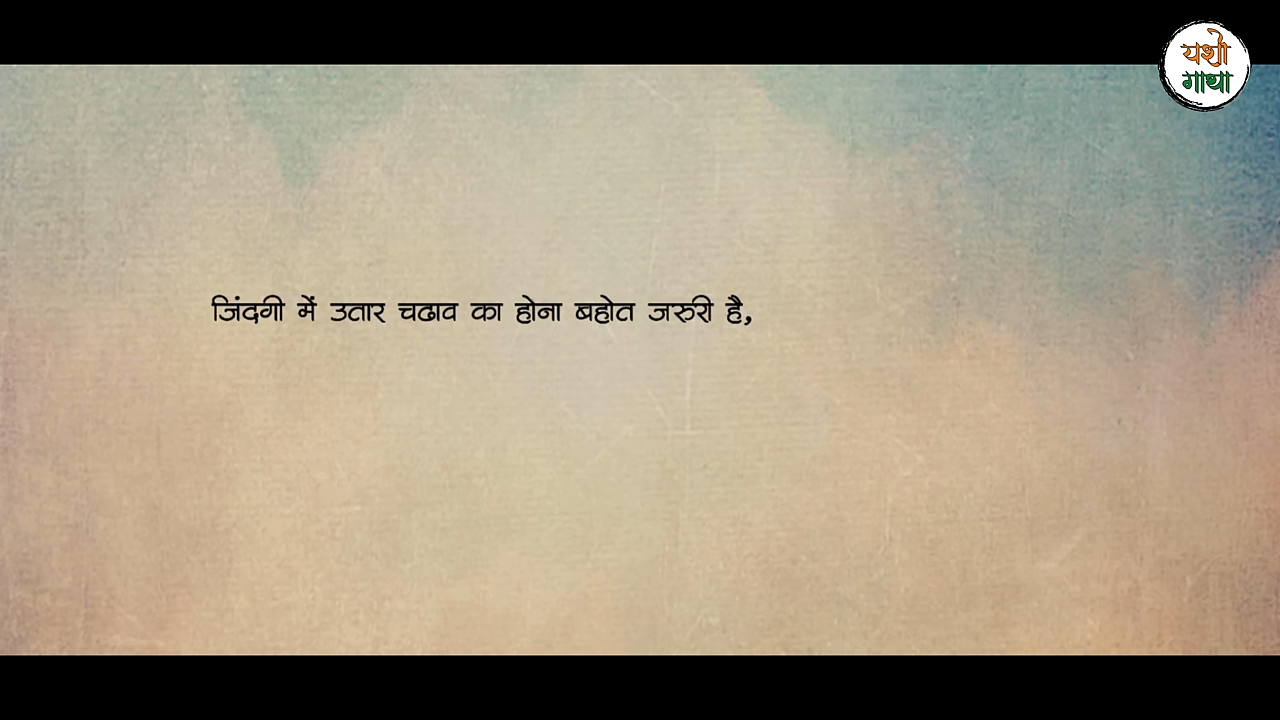 यशो
गाथा
जिंदगी में उतार चढाव का होना बहोत जरुरी है,